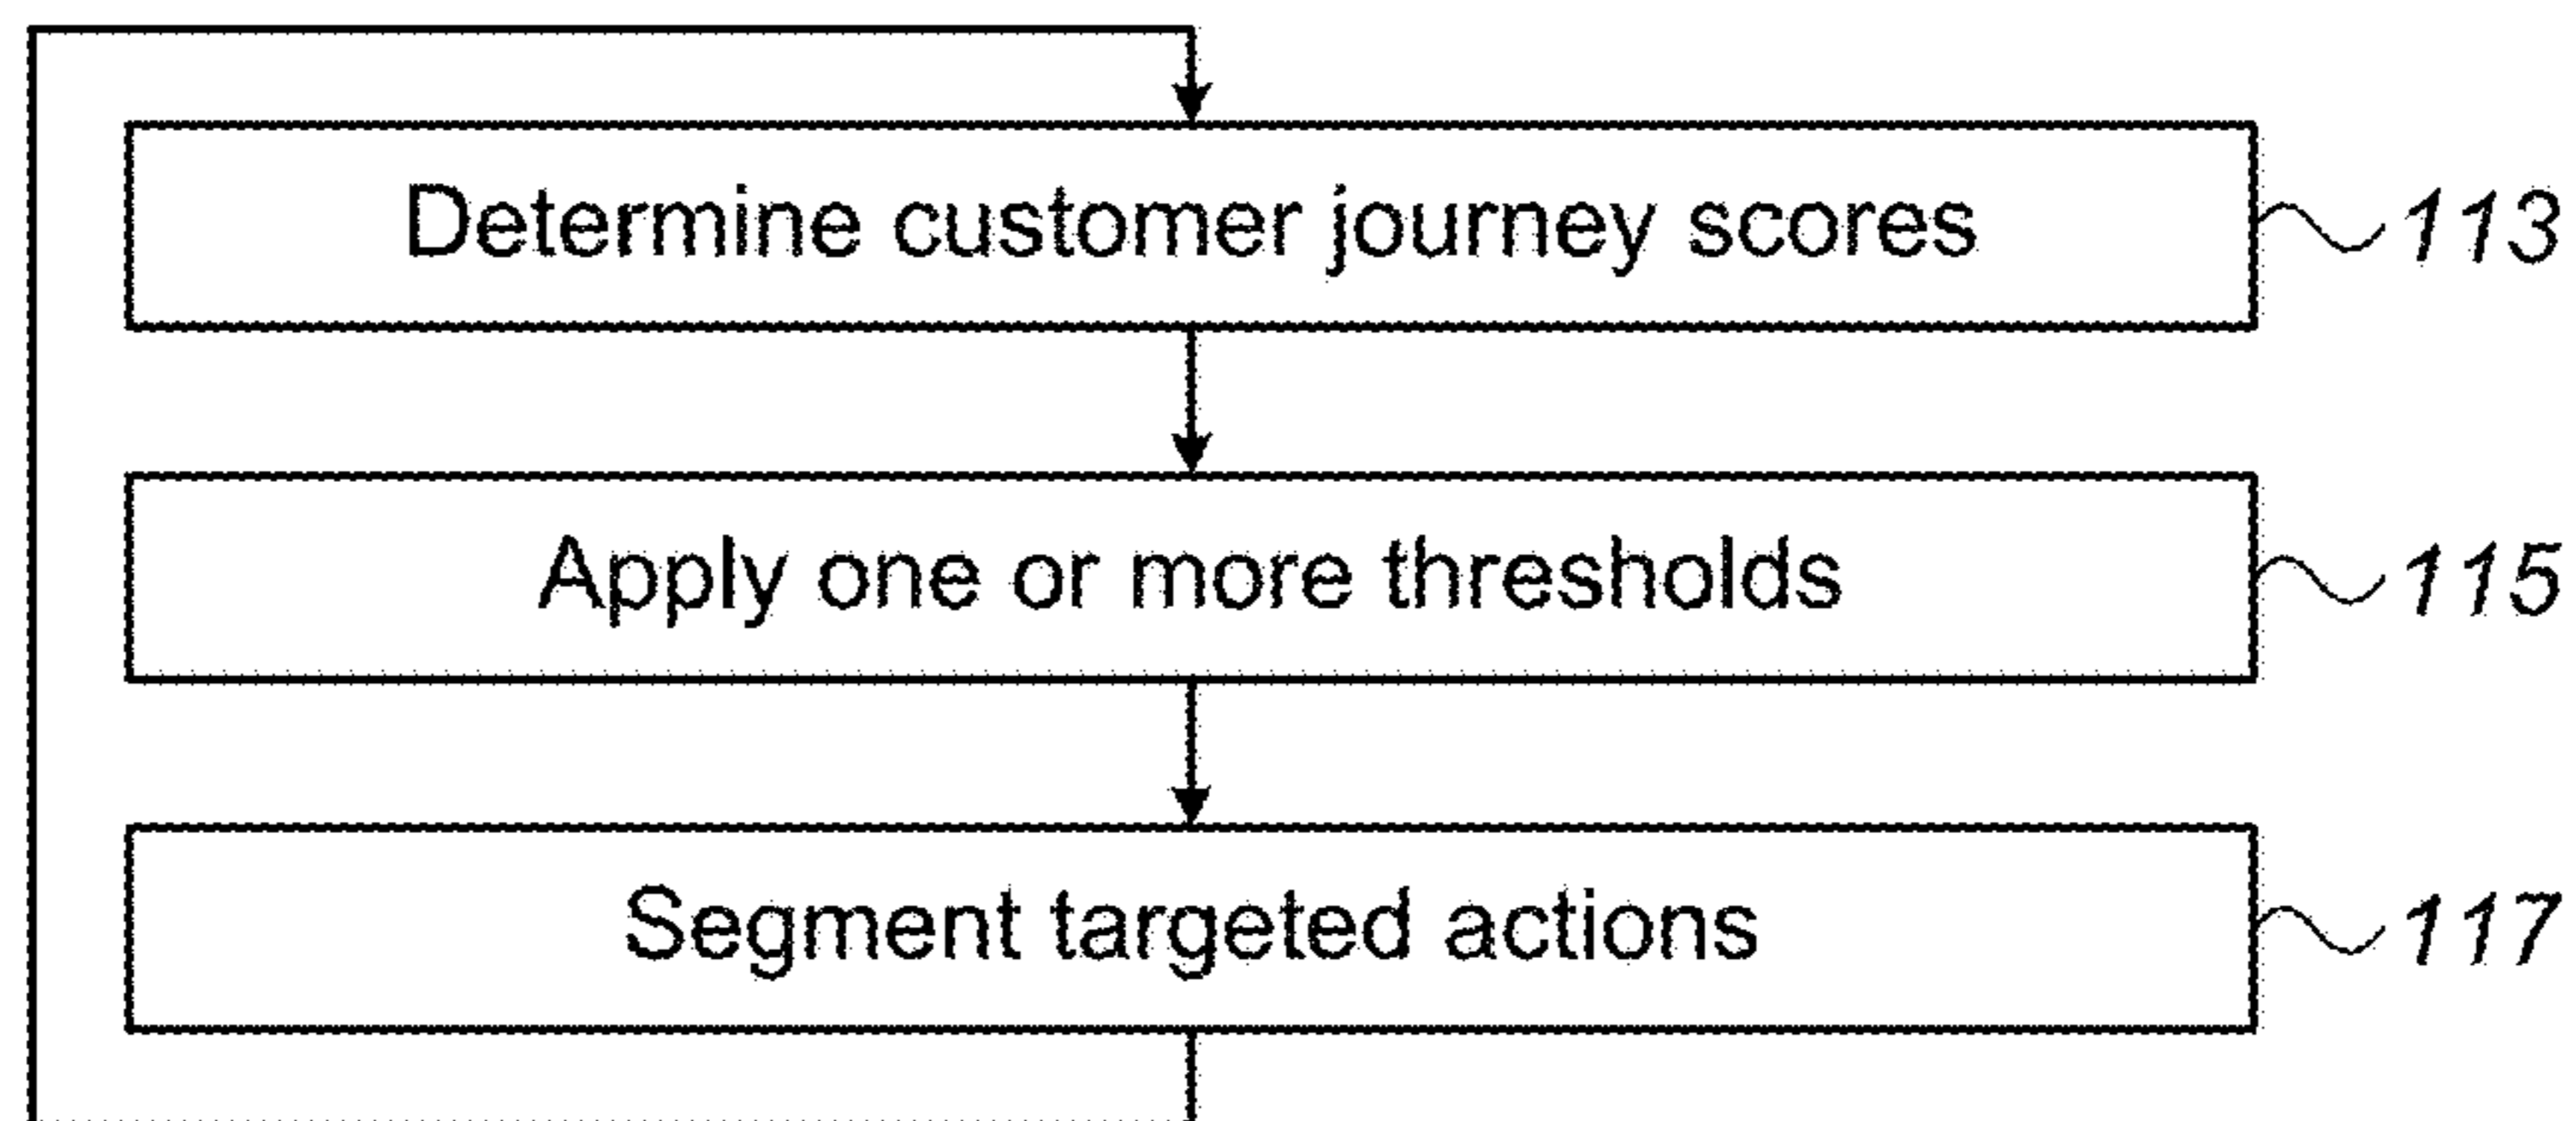 Determine customer journey scores 113
Apply one or more thresholds 115
Segment targeted actions 117